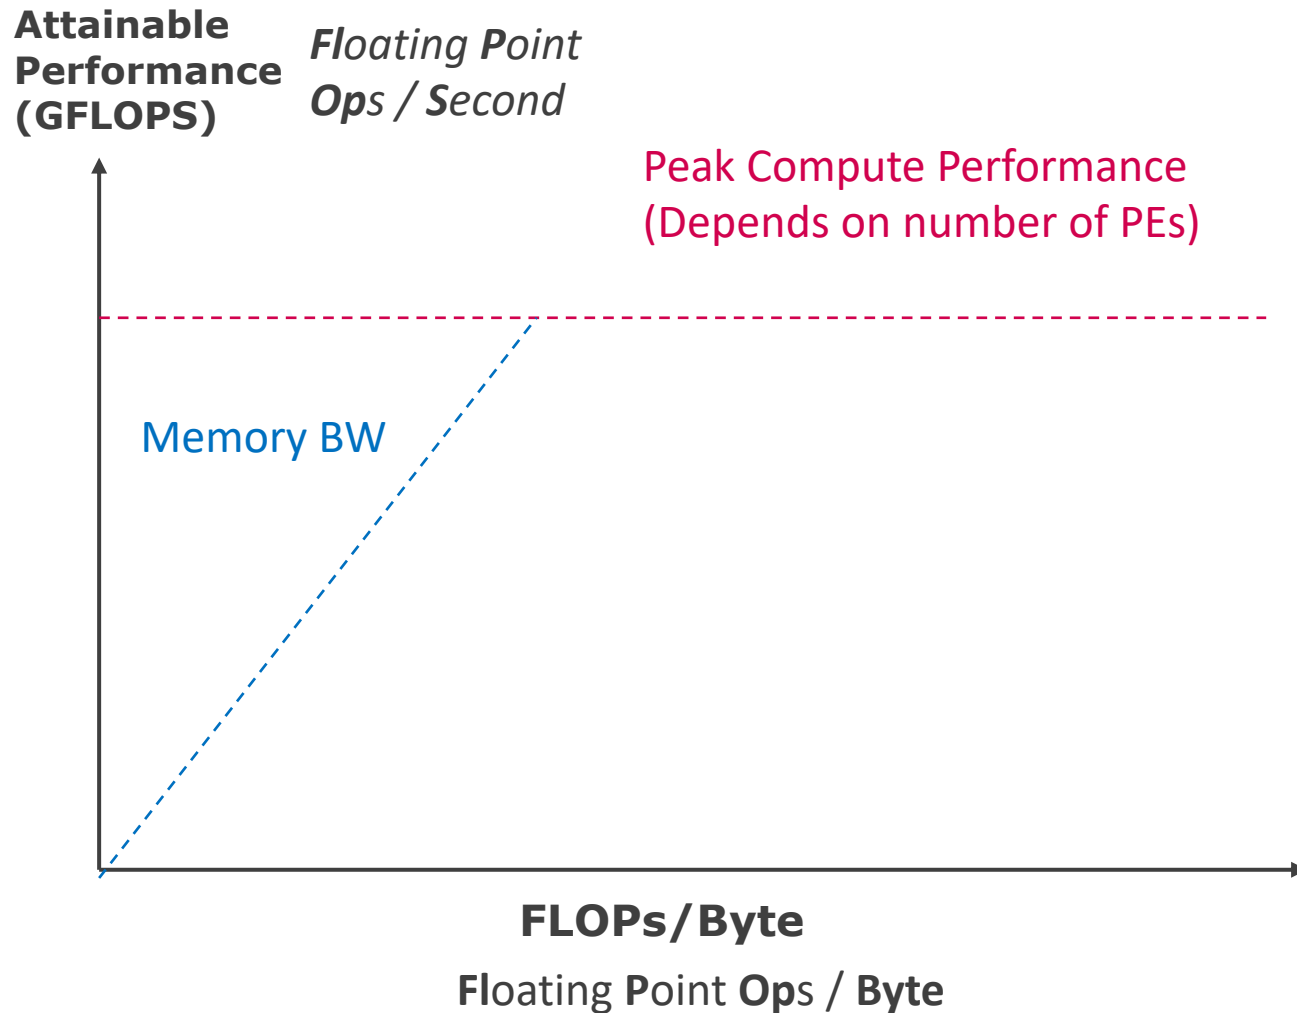 Attainable
Performance
(GFLOPS)
Floating Point
Ops / Second
Peak Compute Performance
(Depends on number of PEs)
Memory BW
FLOPs/Byte
Floating Point Ops / Byte